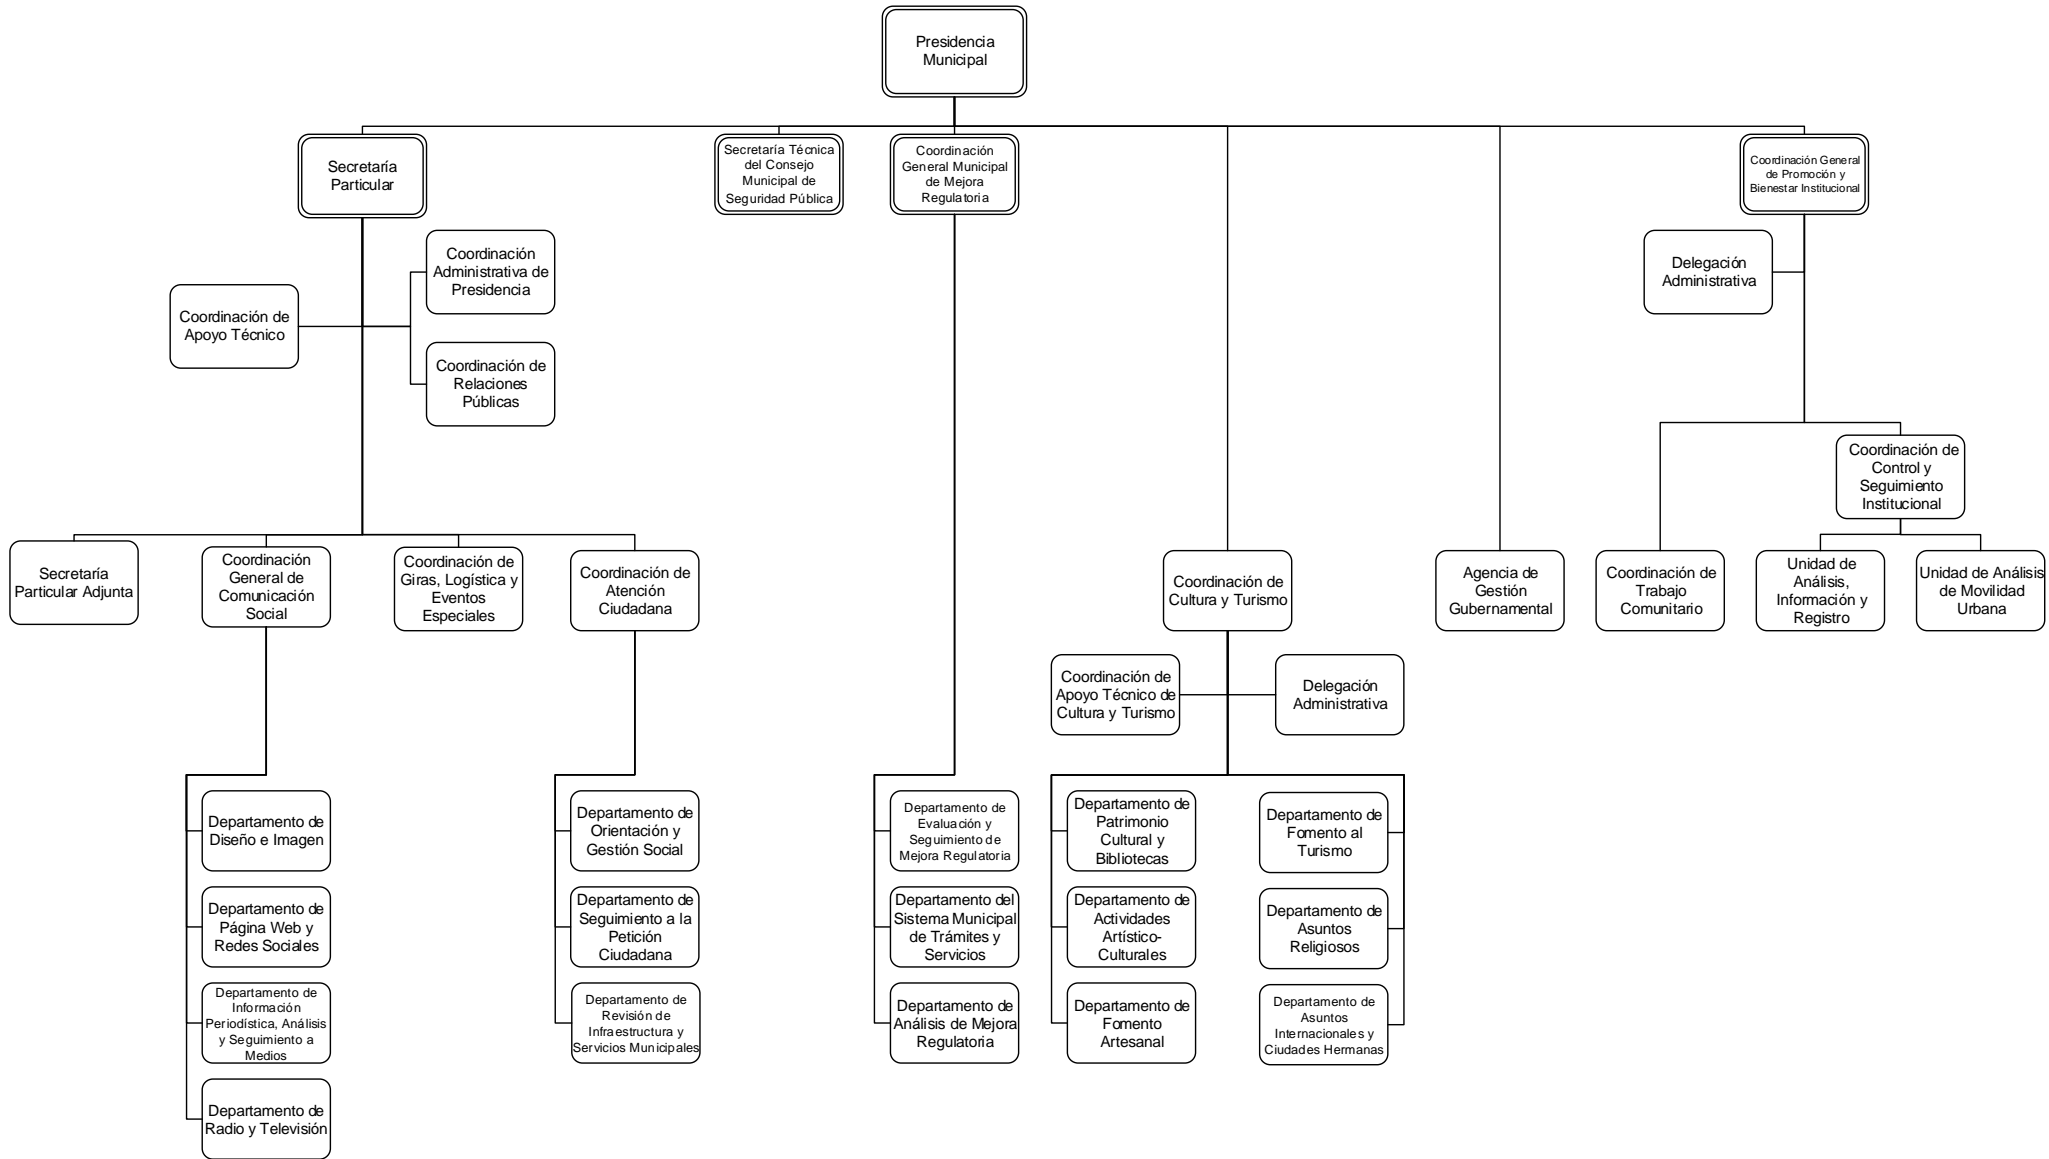 Presidencia
Municipal
Secretaría
Particular
Secretaría Técnica
del Consejo
Municipal de
Seguridad Pública
Coordinación
General Municipal
de Mejora
Regulatoria
Coordinación General
de Promoción y
Bienestar Institucional
Coordinación
Administrativa de
Presidencia
Delegación
Administrativa
Coordinación de
Apoyo Técnico
Coordinación de
Relaciones
Públicas
Coordinación de
Control y
Seguimiento
Institucional
Secretaría
Particular Adjunta
Coordinación
General de
Comunicación
Social
Coordinación de
Giras, Logística y
Eventos
Especiales
Coordinación de
Atención
Ciudadana
Coordinación de
Cultura y Turismo
Agencia de
Gestión
Gubernamental
Coordinación de
Trabajo
Comunitario
Unidad de
Análisis,
Información y
Registro
Unidad de Análisis
de Movilidad
Urbana
Coordinación de
Apoyo Técnico de
Cultura y Turismo
Delegación
Administrativa
Departamento de
Diseño e Imagen
Departamento de
Orientación y
Gestión Social
Departamento de
Evaluación y
Seguimiento de
Mejora Regulatoria
Departamento de
Patrimonio
Cultural y
Bibliotecas
Departamento de
Fomento al
Turismo
Departamento de
Página Web y
Redes Sociales
Departamento de
Seguimiento a la
Petición
Ciudadana
Departamento del
Sistema Municipal
de Trámites y
Servicios
Departamento de
Actividades
Artístico-
Culturales
Departamento de
Asuntos
Religiosos
Departamento de
Información
Periodística, Análisis
y Seguimiento a
Medios
Departamento de
Revisión de
Infraestructura y
Servicios Municipales
Departamento de
Análisis de Mejora
Regulatoria
Departamento de
Fomento
Artesanal
Departamento de
Asuntos
Internacionales y
Ciudades Hermanas
Departamento de
Radio y Televisión